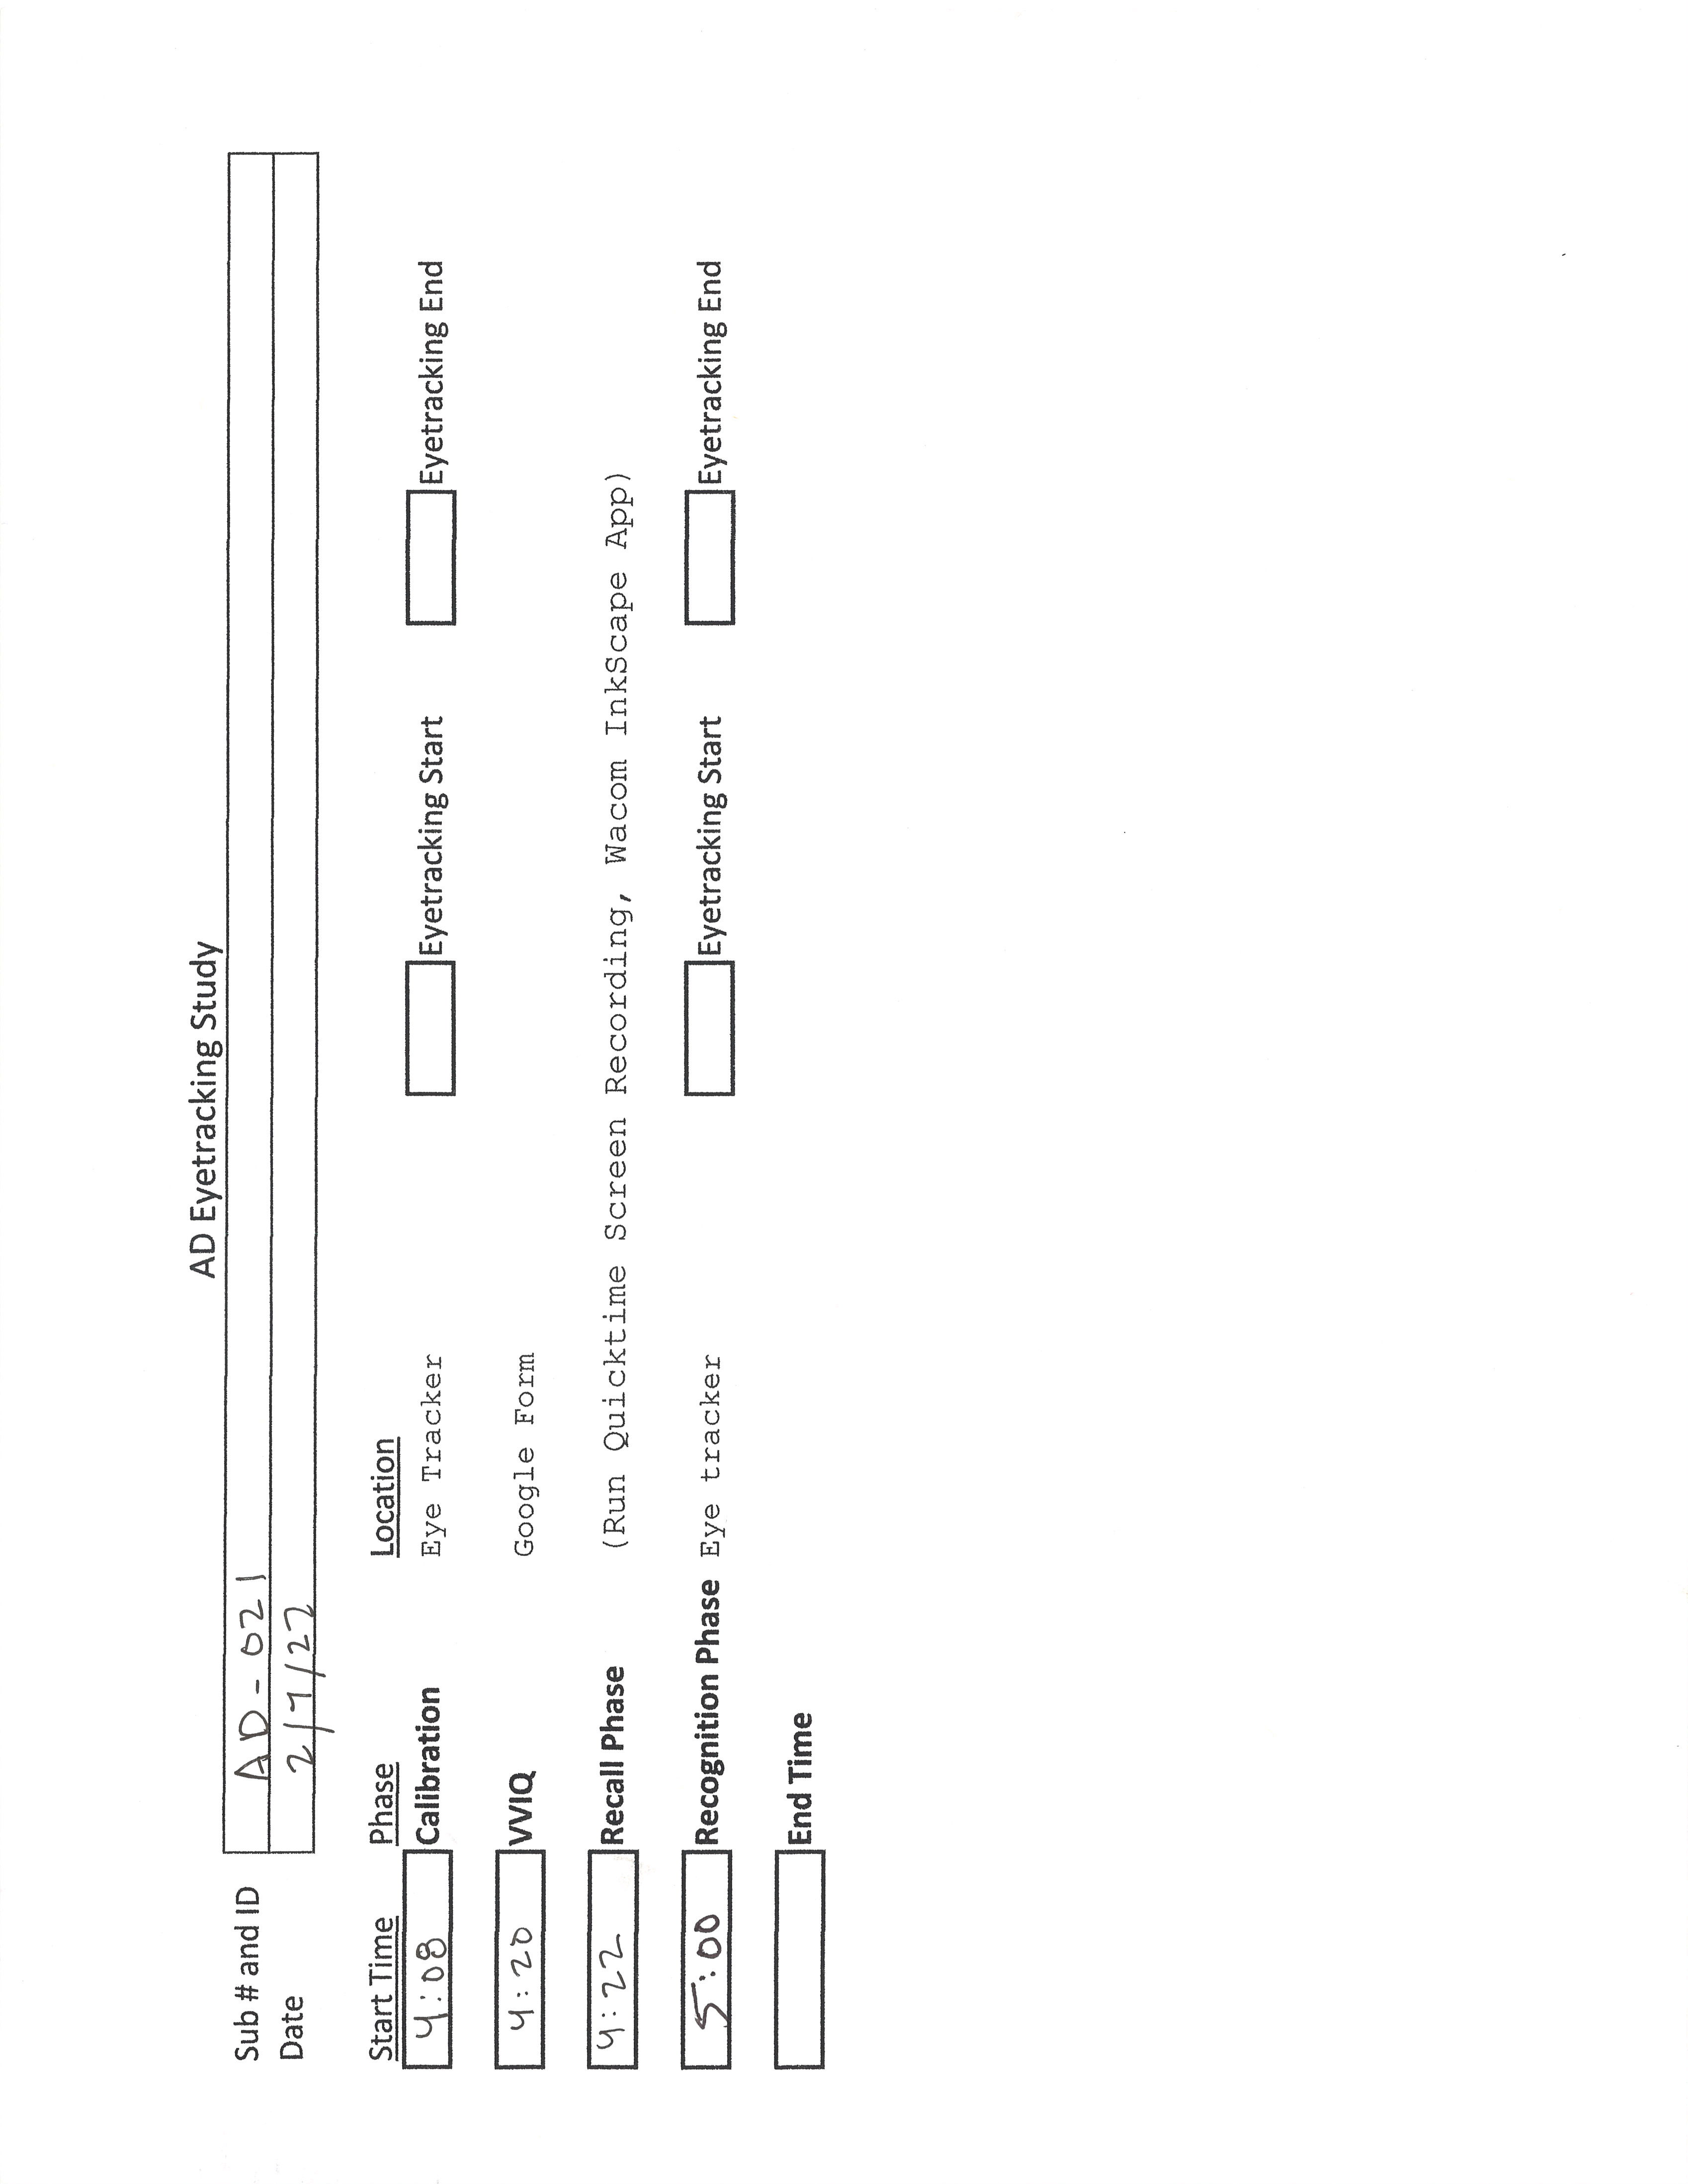 AD Eyetracking Study
Sub # and ID AD-021
Date 2/7/22
Start Time Phase Location
4:08 Calibration Eye Tracker Eyetracking Start Eyetracking End
4:20 VVIQ Google Form
4:22 Recall Phase (Run Quicktime Screen Recording, Wacom InkScape App)
5:00 Recognition Phase Eye tracker Eyetracking Start Eyetracking End
End Time